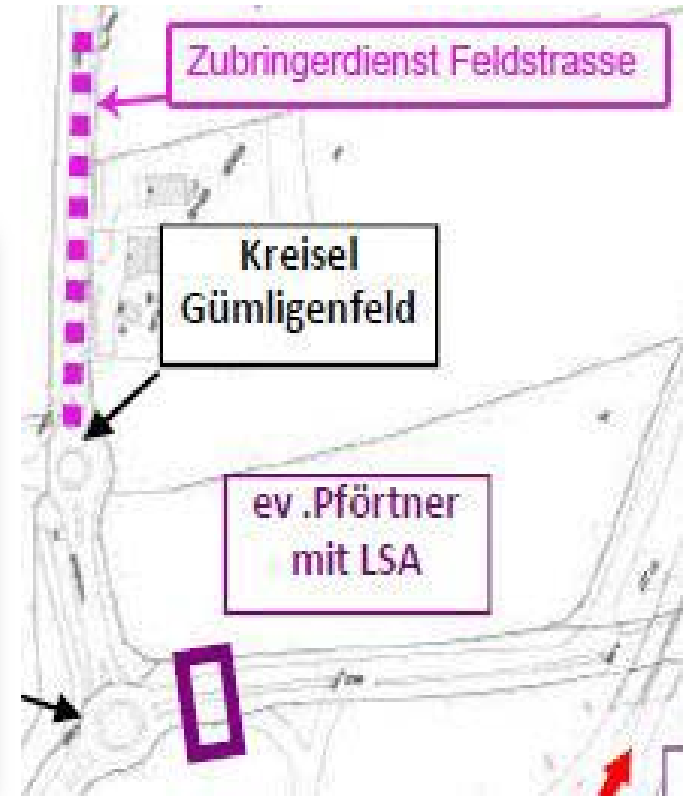 Zubringerdienst Feldstrasse
Kreisel
Gümligenfeld
ev .Pförtner
mit LSA